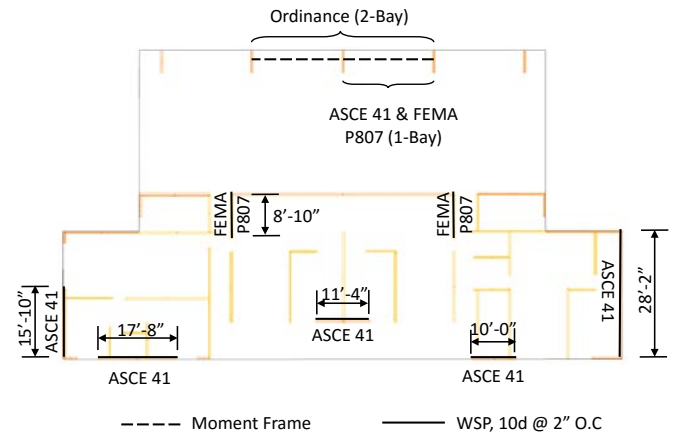 Ordinance (2-Bay)
ASCE 41 & FEMA
P807 (1-Bay)
FEMA
P807
8’-10”
FEMA
P807
15’-10”
ASCE 41
17’-8”
ASCE 41
11’-4”
ASCE 41
10’-0”
ASCE 41
ASCE 41
28’-2”
Moment Frame
WSP, 10d @ 2” O.C